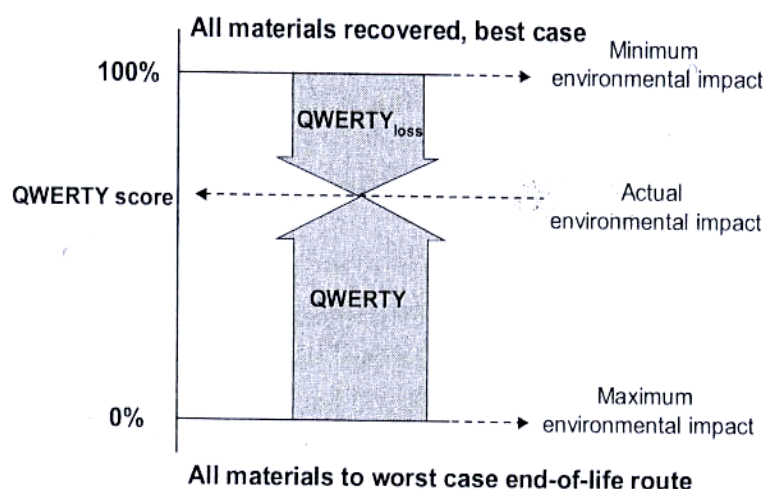 All materials recovered, best case
100%
Minimum
environmental impact
QWERTYloss
QWERTY score
Actual
environmental impact
QWERTY
0%
Maximum
environmental impact
All materials to worst case end-of-life route